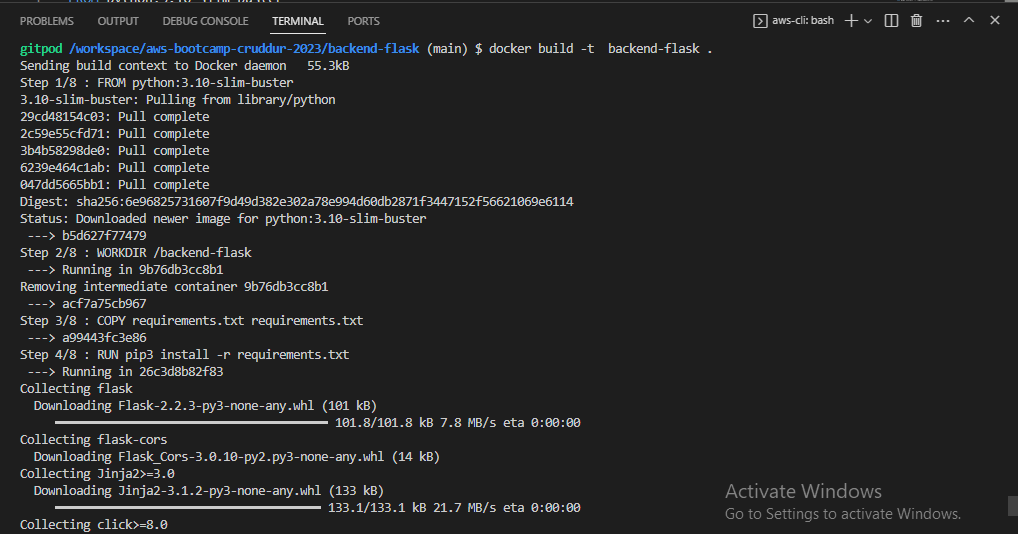 PROBLEMS OUTPUT DEBUG CONSOLE TERMINAL PORTS aws-cli: bash
gitpod /workspace/aws-bootcamp-cruddur-2023/backend-flask (main) $ docker build -t  backend-flask .
Sending build context to Docker daemon   55.3kB
Step 1/8 : FROM python:3.10-slim-buster
3.10-slim-buster: Pulling from library/python
29cd48154c03: Pull complete
2c59e55cfd71: Pull complete
3b4b58298de0: Pull complete
6239e464c1ab: Pull complete
047dd5665bb1: Pull complete
Digest: sha256:6e96825731607f9d49d382e302a78e994d60db2871f3447152f56621069e6114
Status: Downloaded newer image for python:3.10-slim-buster
 ---> b5d627f77479
Step 2/8 : WORKDIR /backend-flask
 ---> Running in 9b76db3cc8b1
Removing intermediate container 9b76db3cc8b1
 ---> acf7a75cb967
Step 3/8 : COPY requirements.txt requirements.txt
 ---> a99443fc3e86
Step 4/8 : RUN pip3 install -r requirements.txt
 ---> Running in 26c3d8b82f83
Collecting flask
  Downloading Flask-2.2.3-py3-none-any.whl (101 kB)
101.8/101.8 kB 7.8 MB/s eta 0:00:00
Collecting flask-cors
  Downloading Flask_Cors-3.0.10-py2.py3-none-any.whl (14 kB)
Collecting Jinja2>=3.0
  Downloading Jinja2-3.1.2-py3-none-any.whl (133 kB)
133.1/133.1 kB 21.7 MB/s eta 0:00:00
Collecting click>=8.0
Activate Windows
Go to Settings to activate Windows.